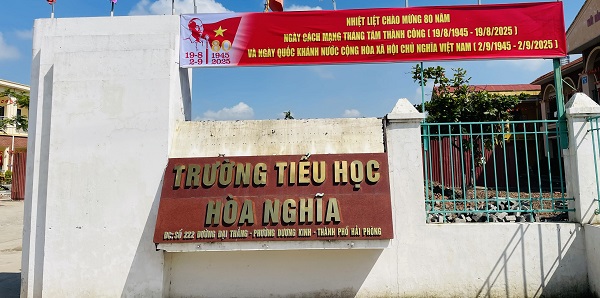 NHIỆT LIỆT CHÀO MỪNG 80 NĂM
NGÀY CÁCH MẠNG THÁNG TÁM THÀNH CÔNG ( 19/8/1945 - 19/8/2025 )
VÀ NGÀY QUỐC KHÁNH NƯỚC CỘNG HÒA XÃ HỘI CHỦ NGHĨA VIỆT NAM ( 2/9/1945 - 2/9/2025 )
80
19-8
2-9
1945
2025
TRƯỜNG TIỂU HỌC
HÒA NGHĨA
ĐC: SỐ 222 ĐƯỜNG ĐẠI THẮNG - PHƯỜNG DƯƠNG KINH - THÀNH PHỐ HẢI PHÒNG